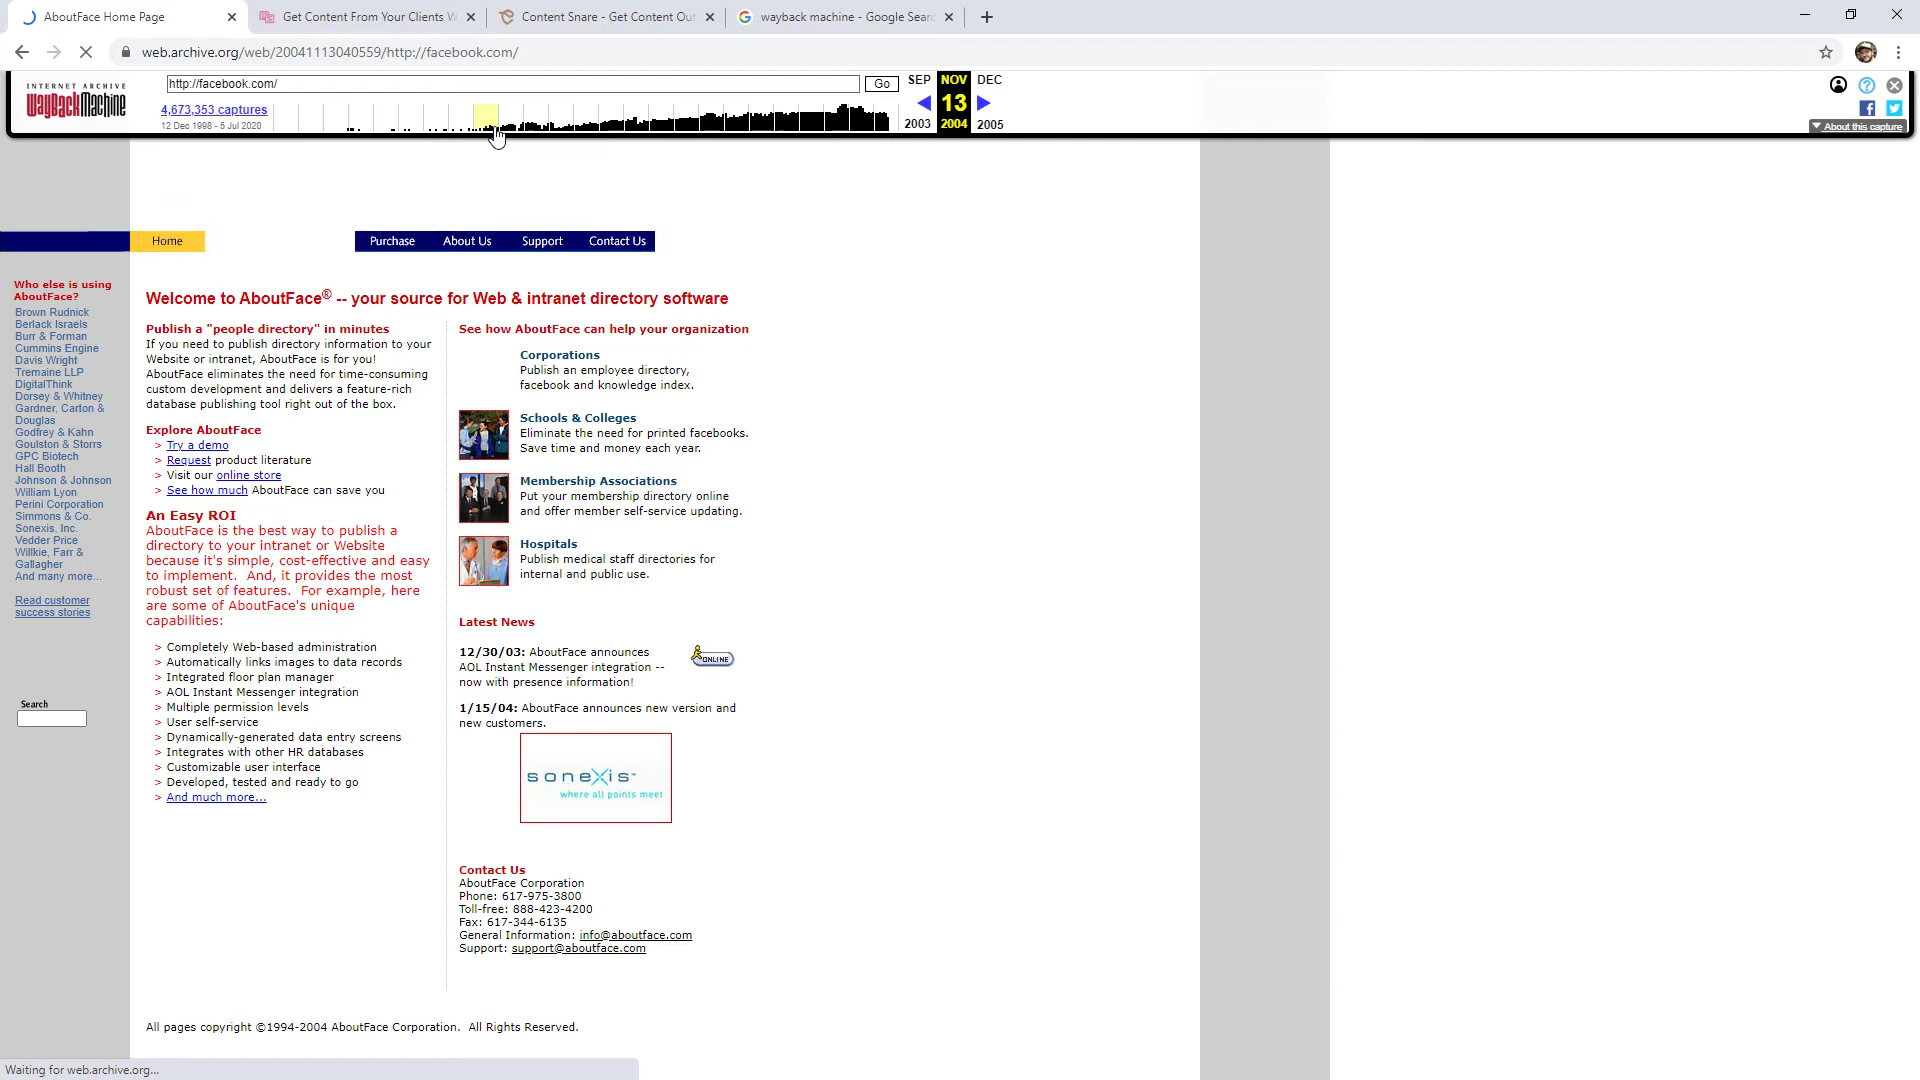 AboutFace Home Page
Get Content From Your Clients W
Content Snare - Get Content Out
wayback machine - Google Searc
web.archive.org/web/20041113040559/http://facebook.com/
INTERNET ARCHIVE
WayBackMachine
http://facebook.com/
Go
SEP
NOV
DEC
4,673,353 captures
13
12 Dec 1998 - 5 Jul 2020
2003
2004
2005
About this capture
Home
Purchase
About Us
Support
Contact Us
Who else is using
AboutFace?
Brown Rudnick
Berlack Israels
Burr & Forman
Cummins Engine
Davis Wright
Tremaine LLP
DigitalThink
Dorsey & Whitney
Gardner, Carton &
Douglas
Godfrey & Kahn
Goulston & Storrs
GPC Biotech
Hall Booth
Johnson & Johnson
William Lyon
Perini Corporation
Simmons & Co.
Sonexis, Inc.
Vedder Price
Willkie, Farr &
Gallagher
And many more...
Read customer
success stories
Search
Welcome to AboutFace® -- your source for Web & intranet directory software
Publish a "people directory" in minutes
If you need to publish directory information to your
Website or intranet, AboutFace is for you!
AboutFace eliminates the need for time-consuming
custom development and delivers a feature-rich
database publishing tool right out of the box.
Explore AboutFace
> Try a demo
> Request product literature
> Visit our online store
> See how much AboutFace can save you
An Easy ROI
AboutFace is the best way to publish a
directory to your intranet or Website
because it's simple, cost-effective and easy
to implement. And, it provides the most
robust set of features. For example, here
are some of AboutFace's unique
capabilities:
> Completely Web-based administration
> Automatically links images to data records
> Integrated floor plan manager
> AOL Instant Messenger integration
> Multiple permission levels
> User self-service
> Dynamically-generated data entry screens
> Integrates with other HR databases
> Customizable user interface
> Developed, tested and ready to go
> And much more...
See how AboutFace can help your organization
Corporations
Publish an employee directory,
facebook and knowledge index.
Schools & Colleges
Eliminate the need for printed facebooks.
Save time and money each year.
Membership Associations
Put your membership directory online
and offer member self-service updating.
Hospitals
Publish medical staff directories for
internal and public use.
Latest News
12/30/03: AboutFace announces
AOL Instant Messenger integration --
now with presence information!
ONLINE
1/15/04: AboutFace announces new version and
new customers.
sonexis™
where all points meet
Contact Us
AboutFace Corporation
Phone: 617-975-3800
Toll-free: 888-423-4200
Fax: 617-344-6135
General Information: info@aboutface.com
Support: support@aboutface.com
All pages copyright ©1994-2004 AboutFace Corporation. All Rights Reserved.
Waiting for web.archive.org...